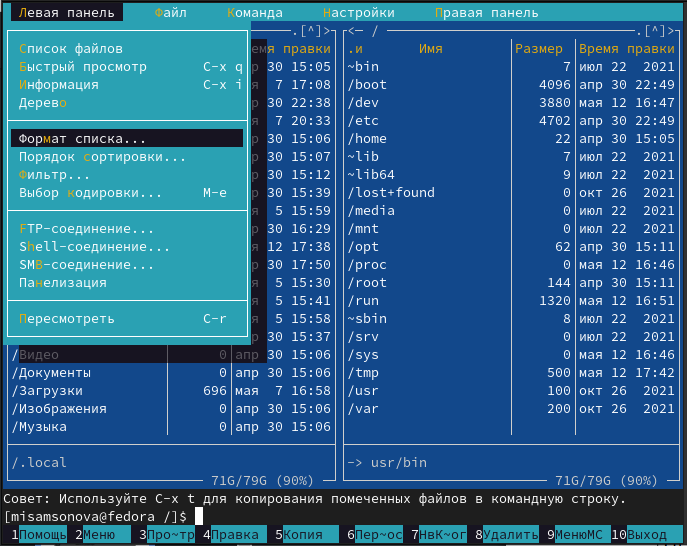 Левая панель Файл Команда Настройки Правая панель
.[^]> <─ / .[^]>
Список файлов емя правки .и Имя Размер Время правки
Быстрый просмотр C-x q р 30 15:05 ~bin 7 июл 22 2021
Информация C-x i я 7 17:08 /boot 4096 апр 30 22:49
Дерево р 30 22:38 /dev 3880 мая 12 16:47
я 7 20:33 /etc 4702 апр 30 22:49
Формат списка... р 30 15:06 /home 22 апр 30 15:05
Порядок сортировки... р 30 15:07 ~lib 7 июл 22 2021
Фильтр... р 30 15:12 ~lib64 9 июл 22 2021
Выбор кодировки... M-e р 30 15:39 /lost+found 0 окт 26 2021
я 5 15:59 /media 0 июл 22 2021
FTP-соединение... р 30 16:29 /mnt 0 июл 22 2021
Shell-соединение... я 12 17:38 /opt 62 апр 30 15:11
SMB-соединение... р 30 17:50 /proc 0 мая 12 16:46
Панелизация я 5 15:30 /root 144 апр 30 15:11
я 5 15:41 /run 1320 мая 12 16:51
Пересмотреть C-r я 5 15:58 ~sbin 8 июл 22 2021
р 30 15:37 /srv 0 июл 22 2021
/Видео 0 апр 30 15:06 /sys 0 мая 12 16:46
/Документы 0 апр 30 15:06 /tmp 500 мая 12 17:42
/Загрузки 696 мая 7 16:58 /usr 100 окт 26 2021
/Изображения 0 апр 30 15:06 /var 200 окт 26 2021
/Музыка 0 апр 30 15:06
/.local -> usr/bin
71G/79G (90%) 71G/79G (90%)
Совет: Используйте C-x t для копирования помеченных файлов в командную строку.
[misamsonova@fedora /]$
1Помощь 2Меню 3Про~тр 4Правка 5Копия 6Пер~ос 7НвК~ог 8Удалить 9МенюMC 10Выход